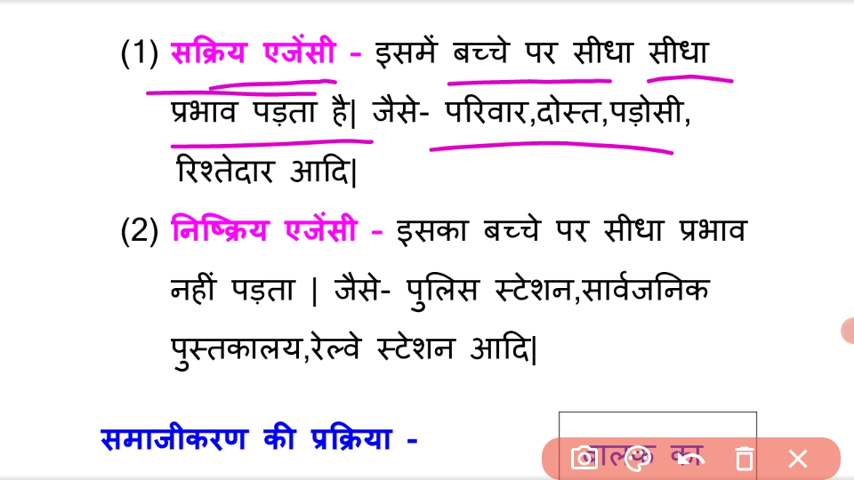 (1) सक्रिय एजेंसी - इसमें बच्चे पर सीधा सीधा
प्रभाव पड़ता है| जैसे- परिवार,दोस्त,पड़ोसी,
रिश्तेदार आदि|
(2) निष्क्रिय एजेंसी - इसका बच्चे पर सीधा प्रभाव
नहीं पड़ता | जैसे- पुलिस स्टेशन,सार्वजनिक
पुस्तकालय,रेल्वे स्टेशन आदि|
समाजीकरण की प्रक्रिया -
बालक का